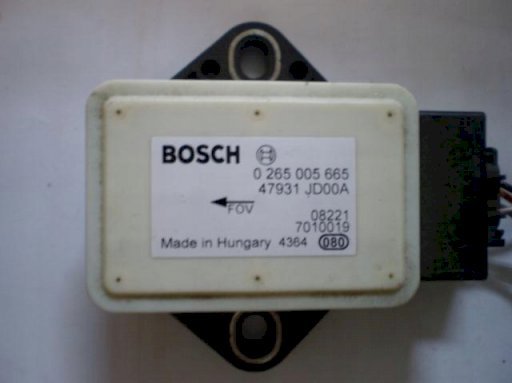 BOSCH
0 265 005 665
47931 JD00A
FOV
08221
7010019
Made in Hungary 4364 080